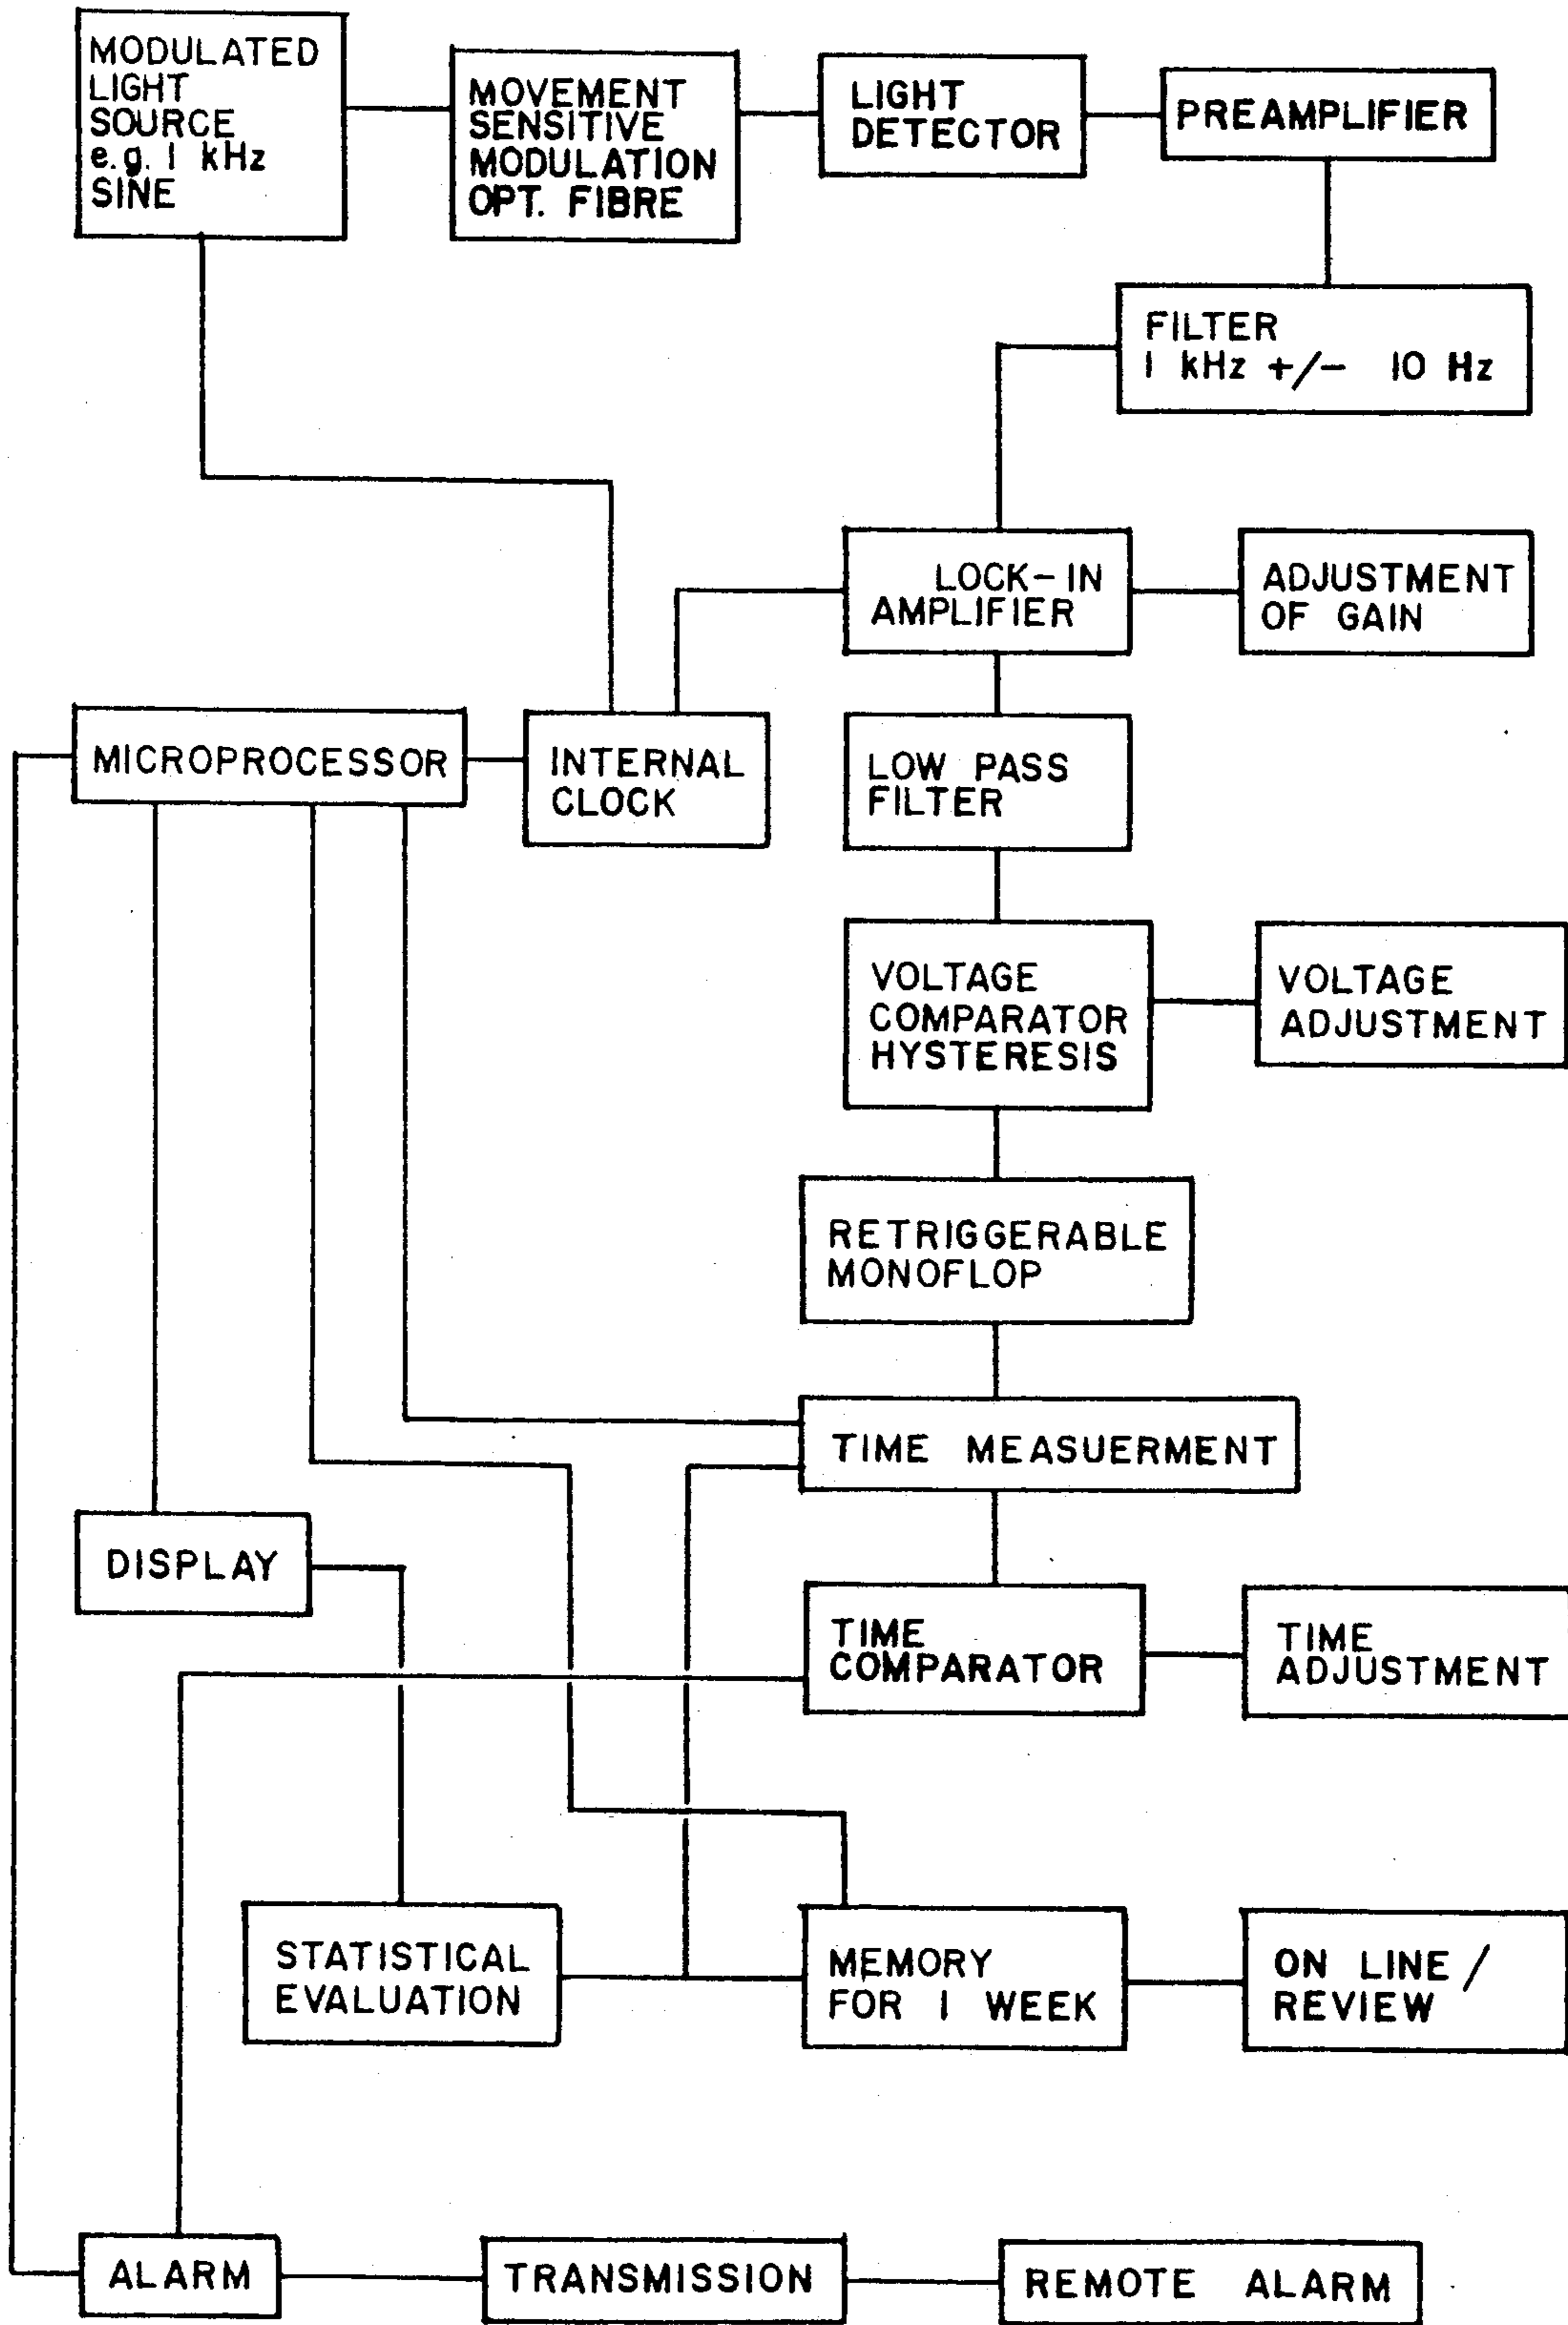 MODULATED
LIGHT
SOURCE
e.g. 1 kHz
SINE
MOVEMENT
SENSITIVE
MODULATION
OPT. FIBRE
LIGHT
DETECTOR
PREAMPLIFIER
FILTER
1 kHz +/- 10 Hz
LOCK-IN
AMPLIFIER
ADJUSTMENT
OF GAIN
MICROPROCESSOR
INTERNAL
CLOCK
LOW PASS
FILTER
VOLTAGE
COMPARATOR
HYSTERESIS
VOLTAGE
ADJUSTMENT
RETRIGGERABLE
MONOFLOP
TIME MEASUERMENT
DISPLAY
TIME
COMPARATOR
TIME
ADJUSTMENT
STATISTICAL
EVALUATION
MEMORY
FOR 1 WEEK
ON LINE /
REVIEW
ALARM
TRANSMISSION
REMOTE ALARM